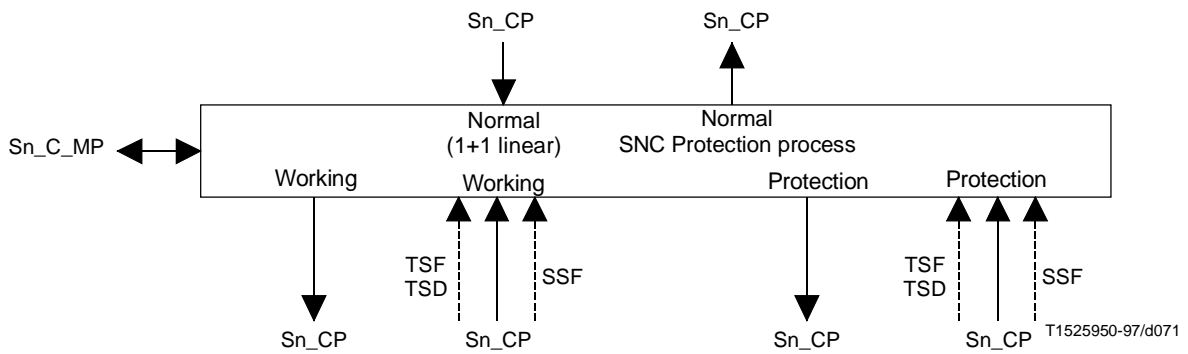 Sn_CP Sn_CP
Normal Normal
Sn_C_MP (1+1 linear) SNC Protection process
Working Working Protection Protection
TSF SSF TSF SSF
TSD TSD
Sn_CP Sn_CP Sn_CP Sn_CP T1525950-97/d071